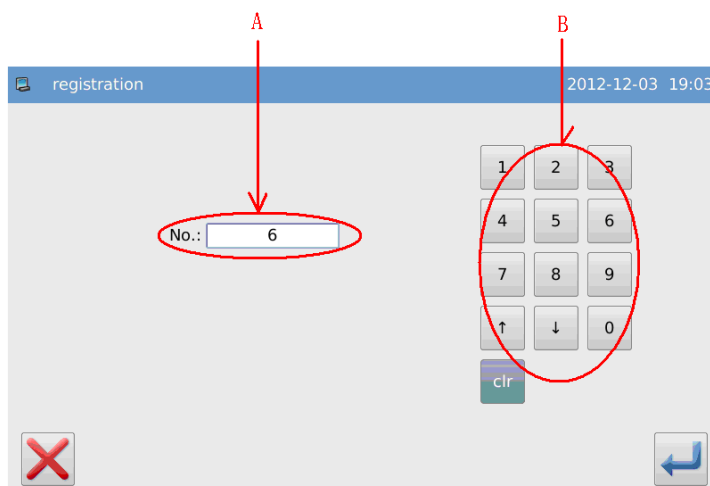 A B
registration 2012-12-03 19:03
1 2 3
No.: 6
4 5 6
7 8 9
↑ ↓ 0
clr